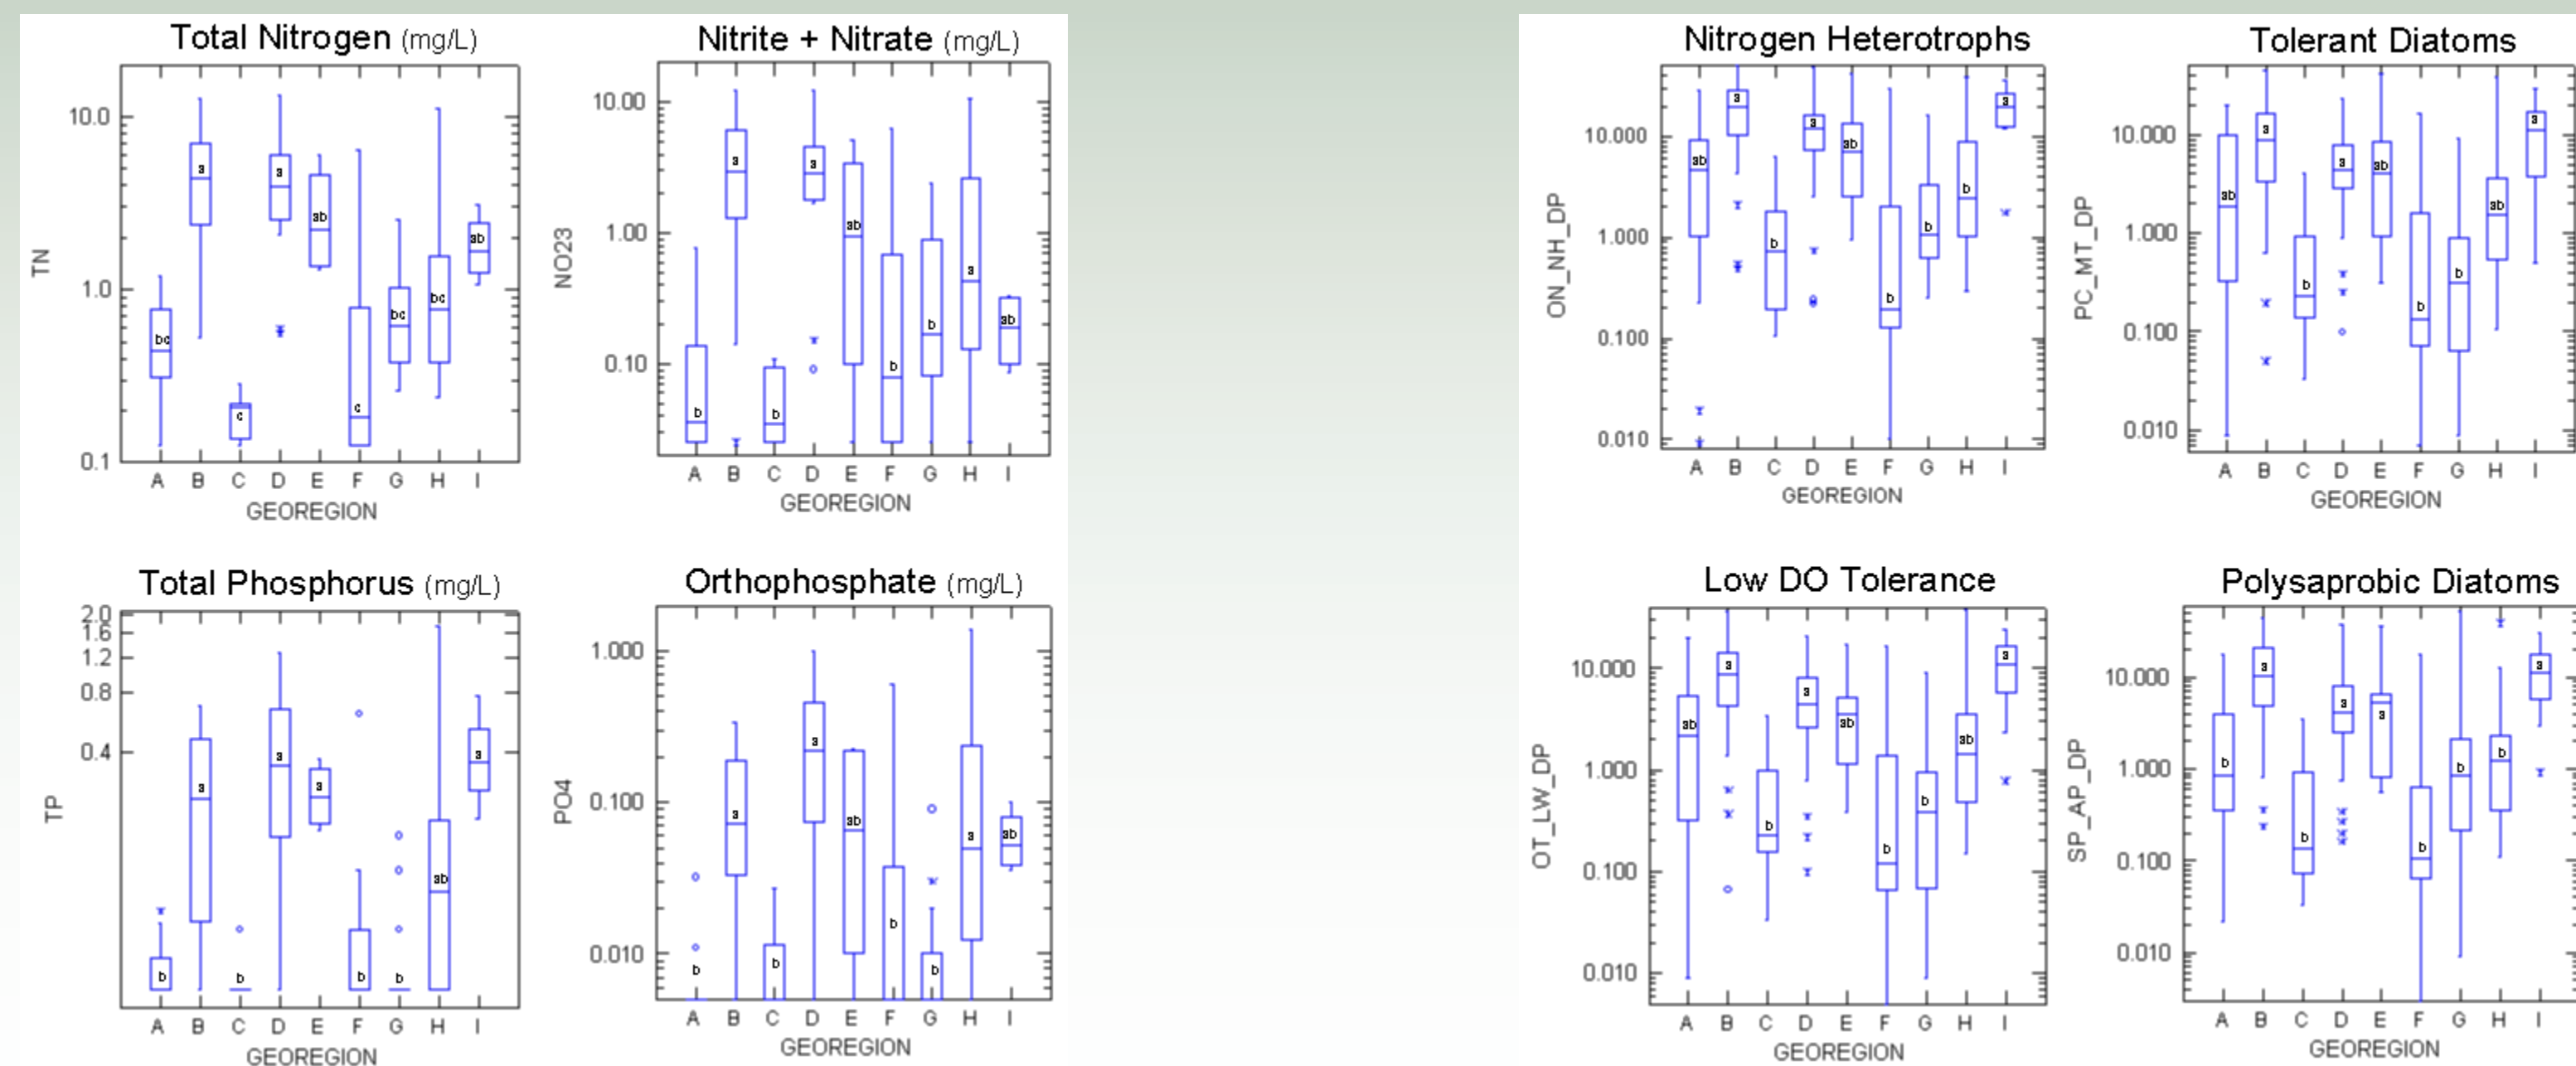 Total Nitrogen (mg/L)
10.0
1.0
0.1
TN
a
a
ab
ab
bc
bc
bc
c
c
A B C D E F G H I
GEOREGION
Nitrite + Nitrate (mg/L)
10.00
1.00
0.10
NO23
a
a
ab
a
b
ab
b
b
b
A B C D E F G H I
GEOREGION
Nitrogen Heterotrophs
10.000
1.000
0.100
0.010
ON_NH_DP
ab
a
b
a
ab
b
b
b
a
A B C D E F G H I
GEOREGION
Tolerant Diatoms
10.000
1.000
0.100
0.010
PC_MT_DP
ab
a
b
a
ab
b
b
ab
a
A B C D E F G H I
GEOREGION
Total Phosphorus (mg/L)
2.0
1.6
1.2
0.8
0.4
TP
b
a
b
a
a
b
b
ab
a
A B C D E F G H I
GEOREGION
Orthophosphate (mg/L)
1.000
0.100
0.010
PO4
b
a
b
a
ab
b
b
a
ab
A B C D E F G H I
GEOREGION
Low DO Tolerance
10.000
1.000
0.100
0.010
OT_LW_DP
ab
a
b
a
ab
b
b
ab
a
A B C D E F G H I
GEOREGION
Polysaprobic Diatoms
10.000
1.000
0.100
0.010
SP_AP_DP
b
a
b
a
a
b
b
b
a
A B C D E F G H I
GEOREGION